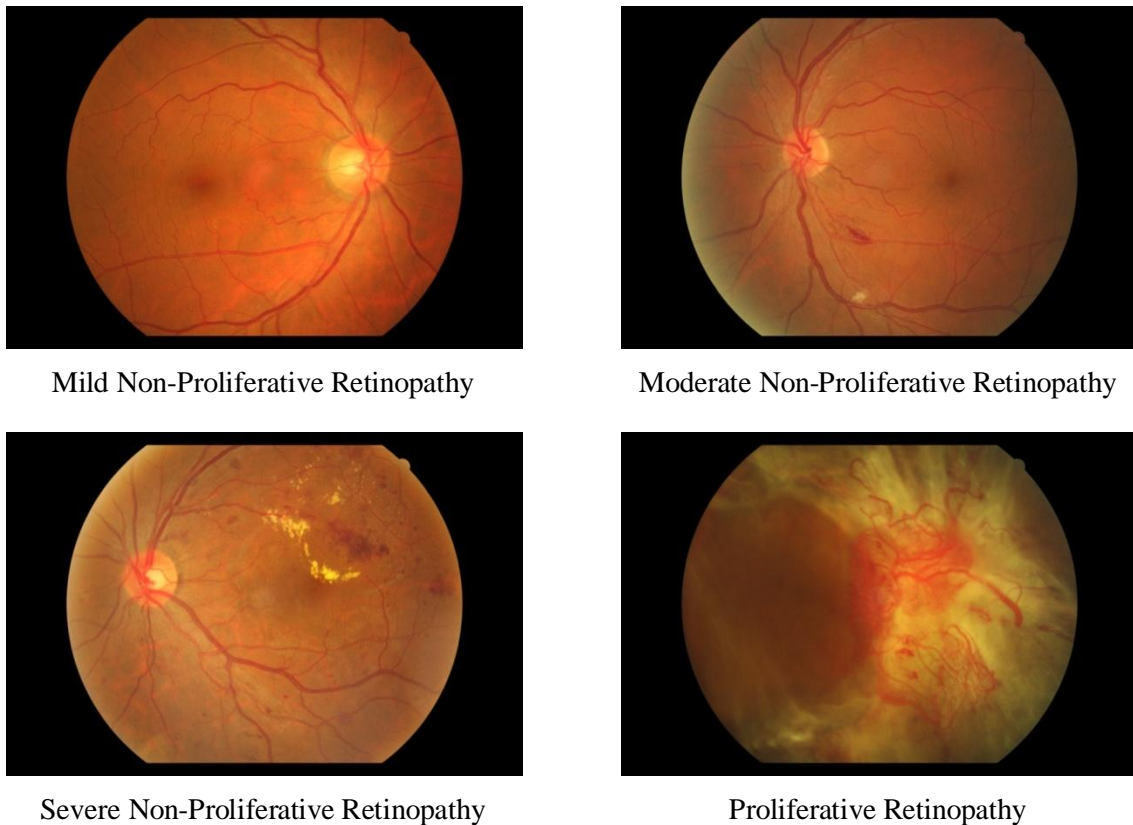 Mild Non-Proliferative Retinopathy
Moderate Non-Proliferative Retinopathy
Severe Non-Proliferative Retinopathy
Proliferative Retinopathy